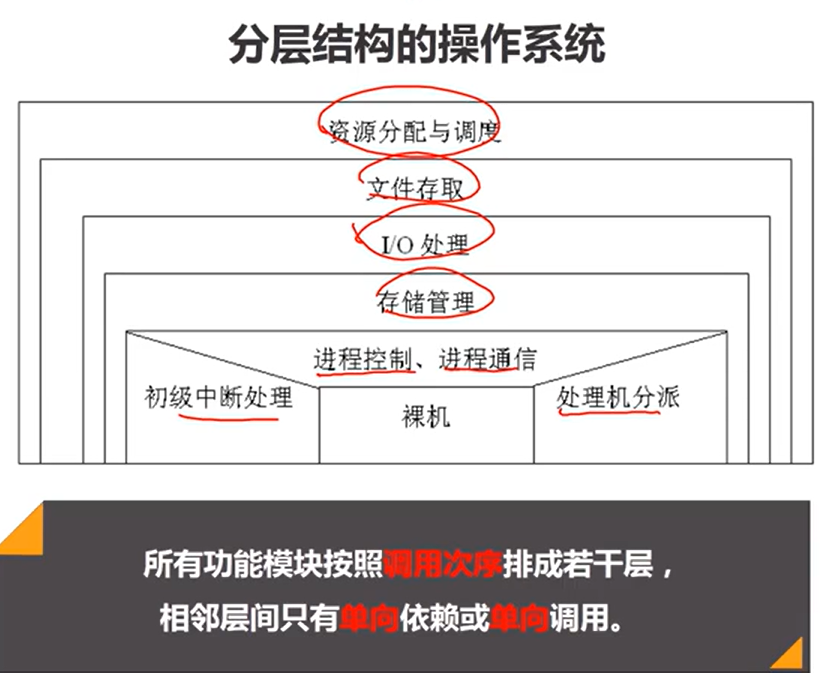 分层结构的操作系统
资源分配与调度
文件存取
I/O 处理
存储管理
进程控制、进程通信
初级中断处理
裸机
处理机分派
所有功能模块按照调用次序排成若干层，
相邻层间只有单向依赖或单向调用。